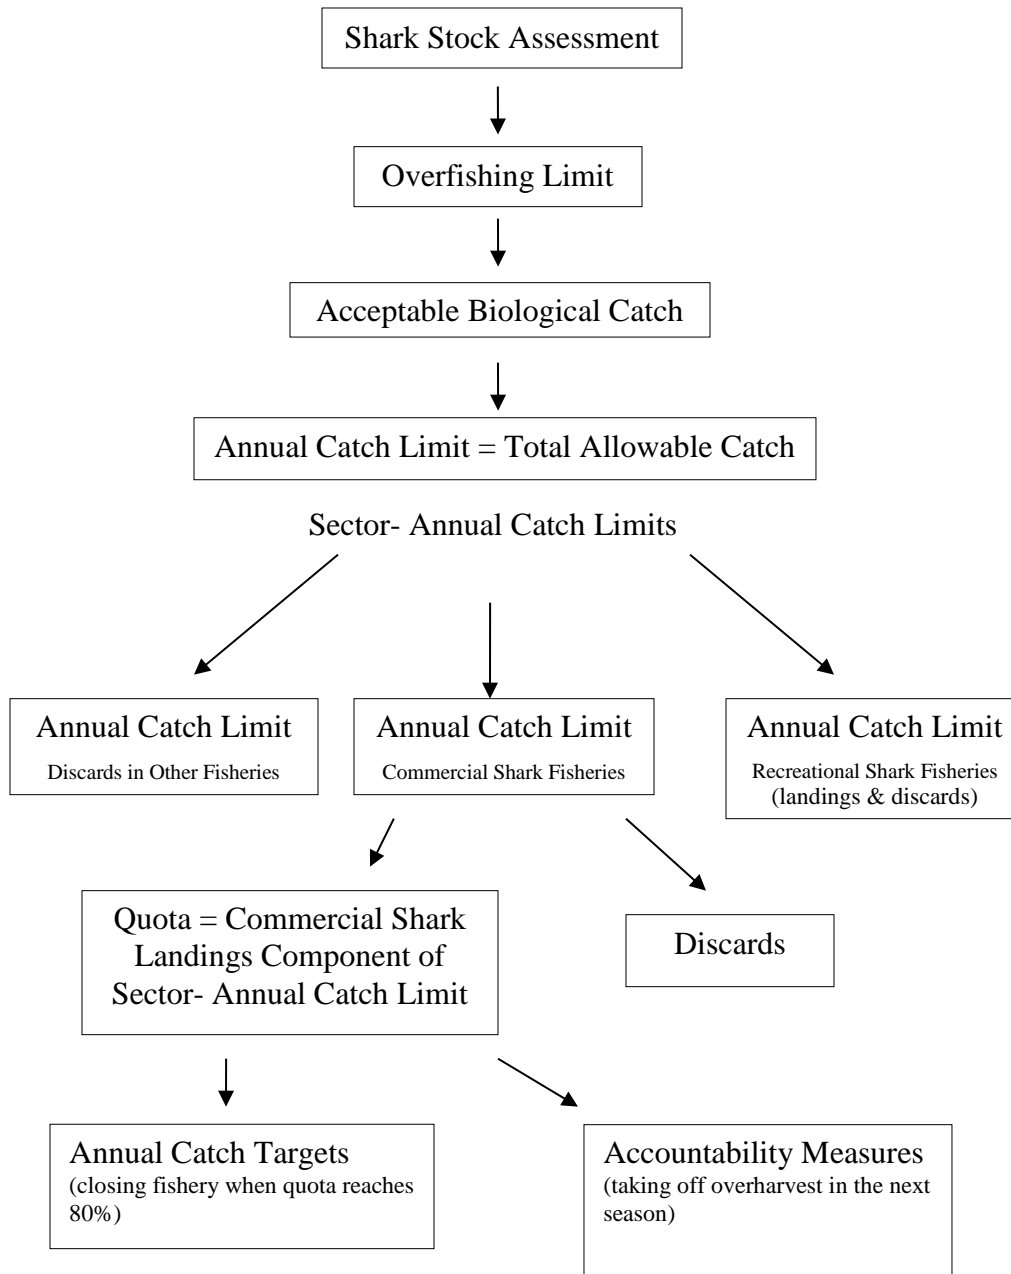 Shark Stock Assessment
Overfishing Limit
Acceptable Biological Catch
Annual Catch Limit = Total Allowable Catch
Sector- Annual Catch Limits
Annual Catch Limit
Discards in Other Fisheries
Annual Catch Limit
Commercial Shark Fisheries
Annual Catch Limit
Recreational Shark Fisheries
(landings & discards)
Quota = Commercial Shark
Landings Component of
Sector- Annual Catch Limit
Discards
Annual Catch Targets
(closing fishery when quota reaches
80%)
Accountability Measures
(taking off overharvest in the next
season)